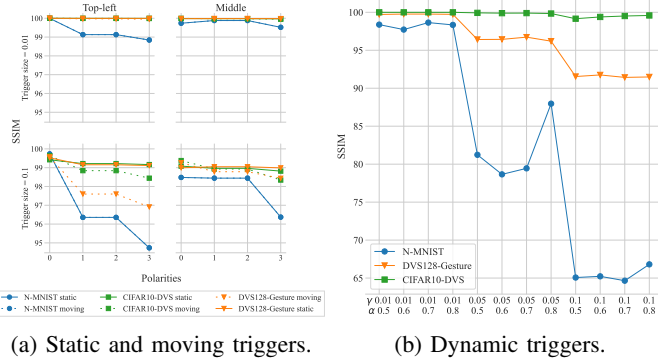 Top-left Middle
Trigger size = 0.01
100
99
98
97
96
95
SSIM
Trigger size = 0.1
100
99
98
97
96
95
0 1 2 3 0 1 2 3
Polarities
N-MNIST static CIFAR10-DVS static DVS128-Gesture moving
N-MNIST moving CIFAR10-DVS moving DVS128-Gesture static
(a) Static and moving triggers.
SSIM
100
95
90
85
80
75
70
65
N-MNIST
DVS128-Gesture
CIFAR10-DVS
γ 0.01 0.01 0.01 0.01 0.05 0.05 0.05 0.05 0.1 0.1 0.1 0.1
α 0.5 0.6 0.7 0.8 0.5 0.6 0.7 0.8 0.5 0.6 0.7 0.8
(b) Dynamic triggers.